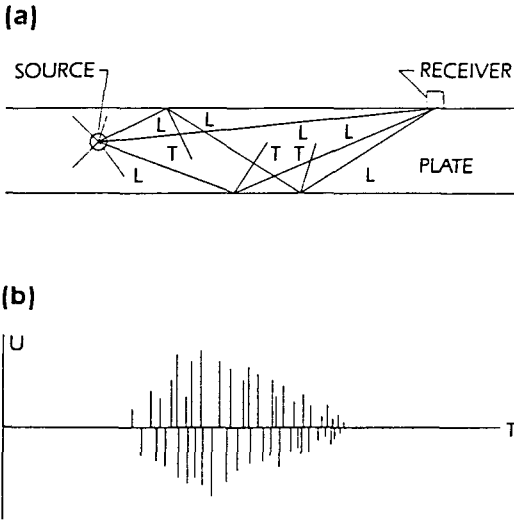 (a)
SOURCE
RECEIVER
L L
L L
T T T
L L
PLATE
(b)
U
T